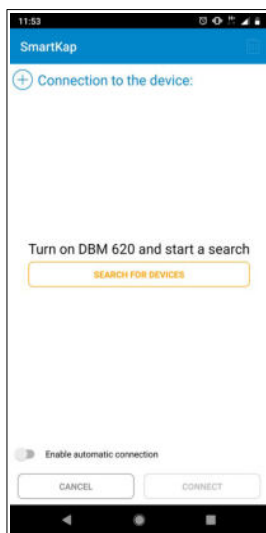 11:53
SmartKap
Connection to the device:
Turn on DBM 620 and start a search
SEARCH FOR DEVICES
Enable automatic connection
CANCEL CONNECT